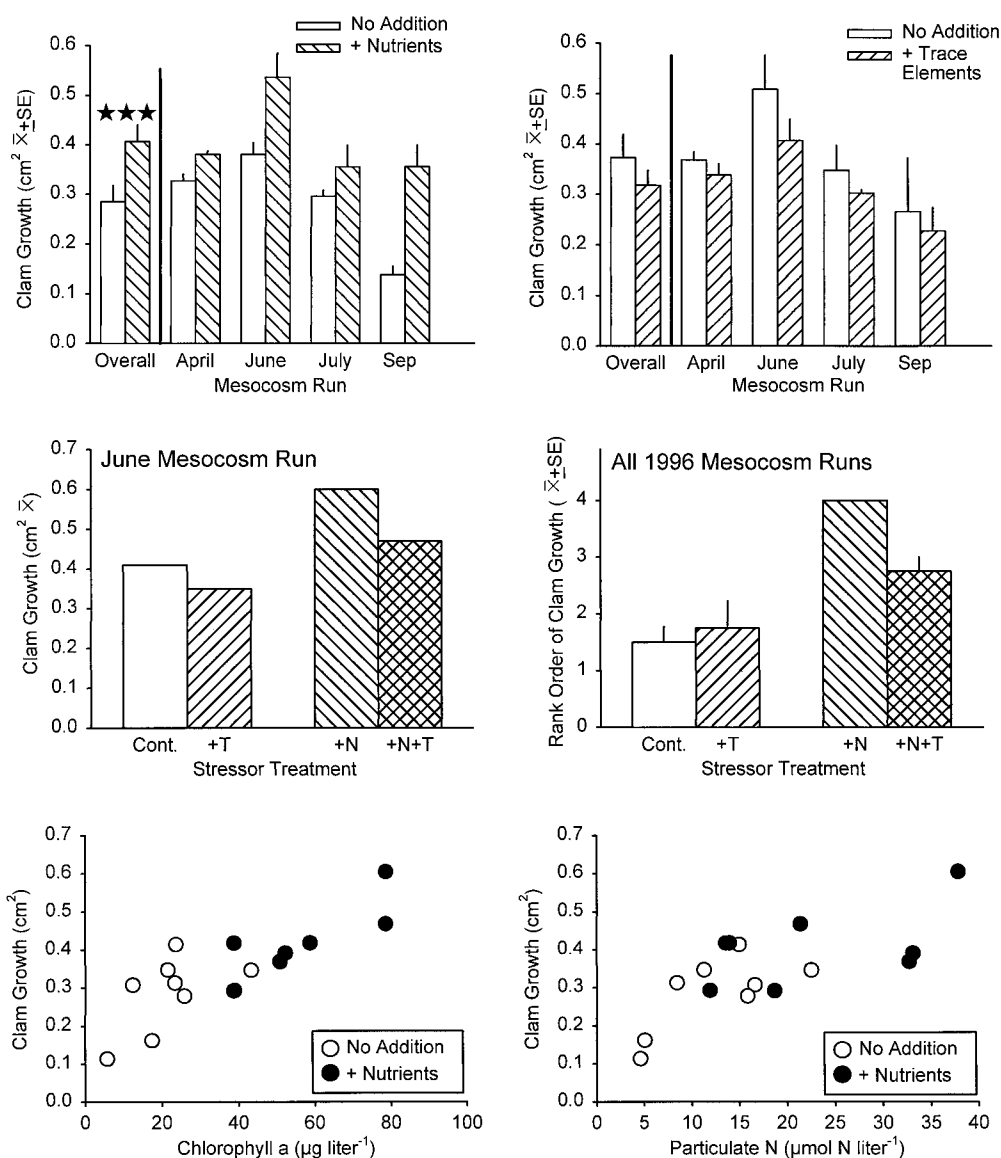 No Addition
+ Nutrients
Clam Growth (cm² X̄±SE)
0.6
0.5
0.4
0.3
0.2
0.1
0.0
★★★
Overall April June July Sep
Mesocosm Run
No Addition
+ Trace
Elements
Clam Growth (cm² X̄±SE)
0.6
0.5
0.4
0.3
0.2
0.1
0.0
Overall April June July Sep
Mesocosm Run
June Mesocosm Run
Clam Growth (cm² X̄)
0.7
0.6
0.5
0.4
0.3
0.2
0.1
0.0
Cont. +T +N +N+T
Stressor Treatment
All 1996 Mesocosm Runs
Rank Order of Clam Growth ( X̄±SE)
4
3
2
1
0
Cont. +T +N +N+T
Stressor Treatment
Clam Growth (cm²)
0.7
0.6
0.5
0.4
0.3
0.2
0.1
0.0
No Addition
+ Nutrients
0 20 40 60 80 100
Chlorophyll a (µg liter⁻¹)
Clam Growth (cm²)
0.7
0.6
0.5
0.4
0.3
0.2
0.1
0.0
No Addition
+ Nutrients
0 5 10 15 20 25 30 35 40
Particulate N (µmol N liter⁻¹)